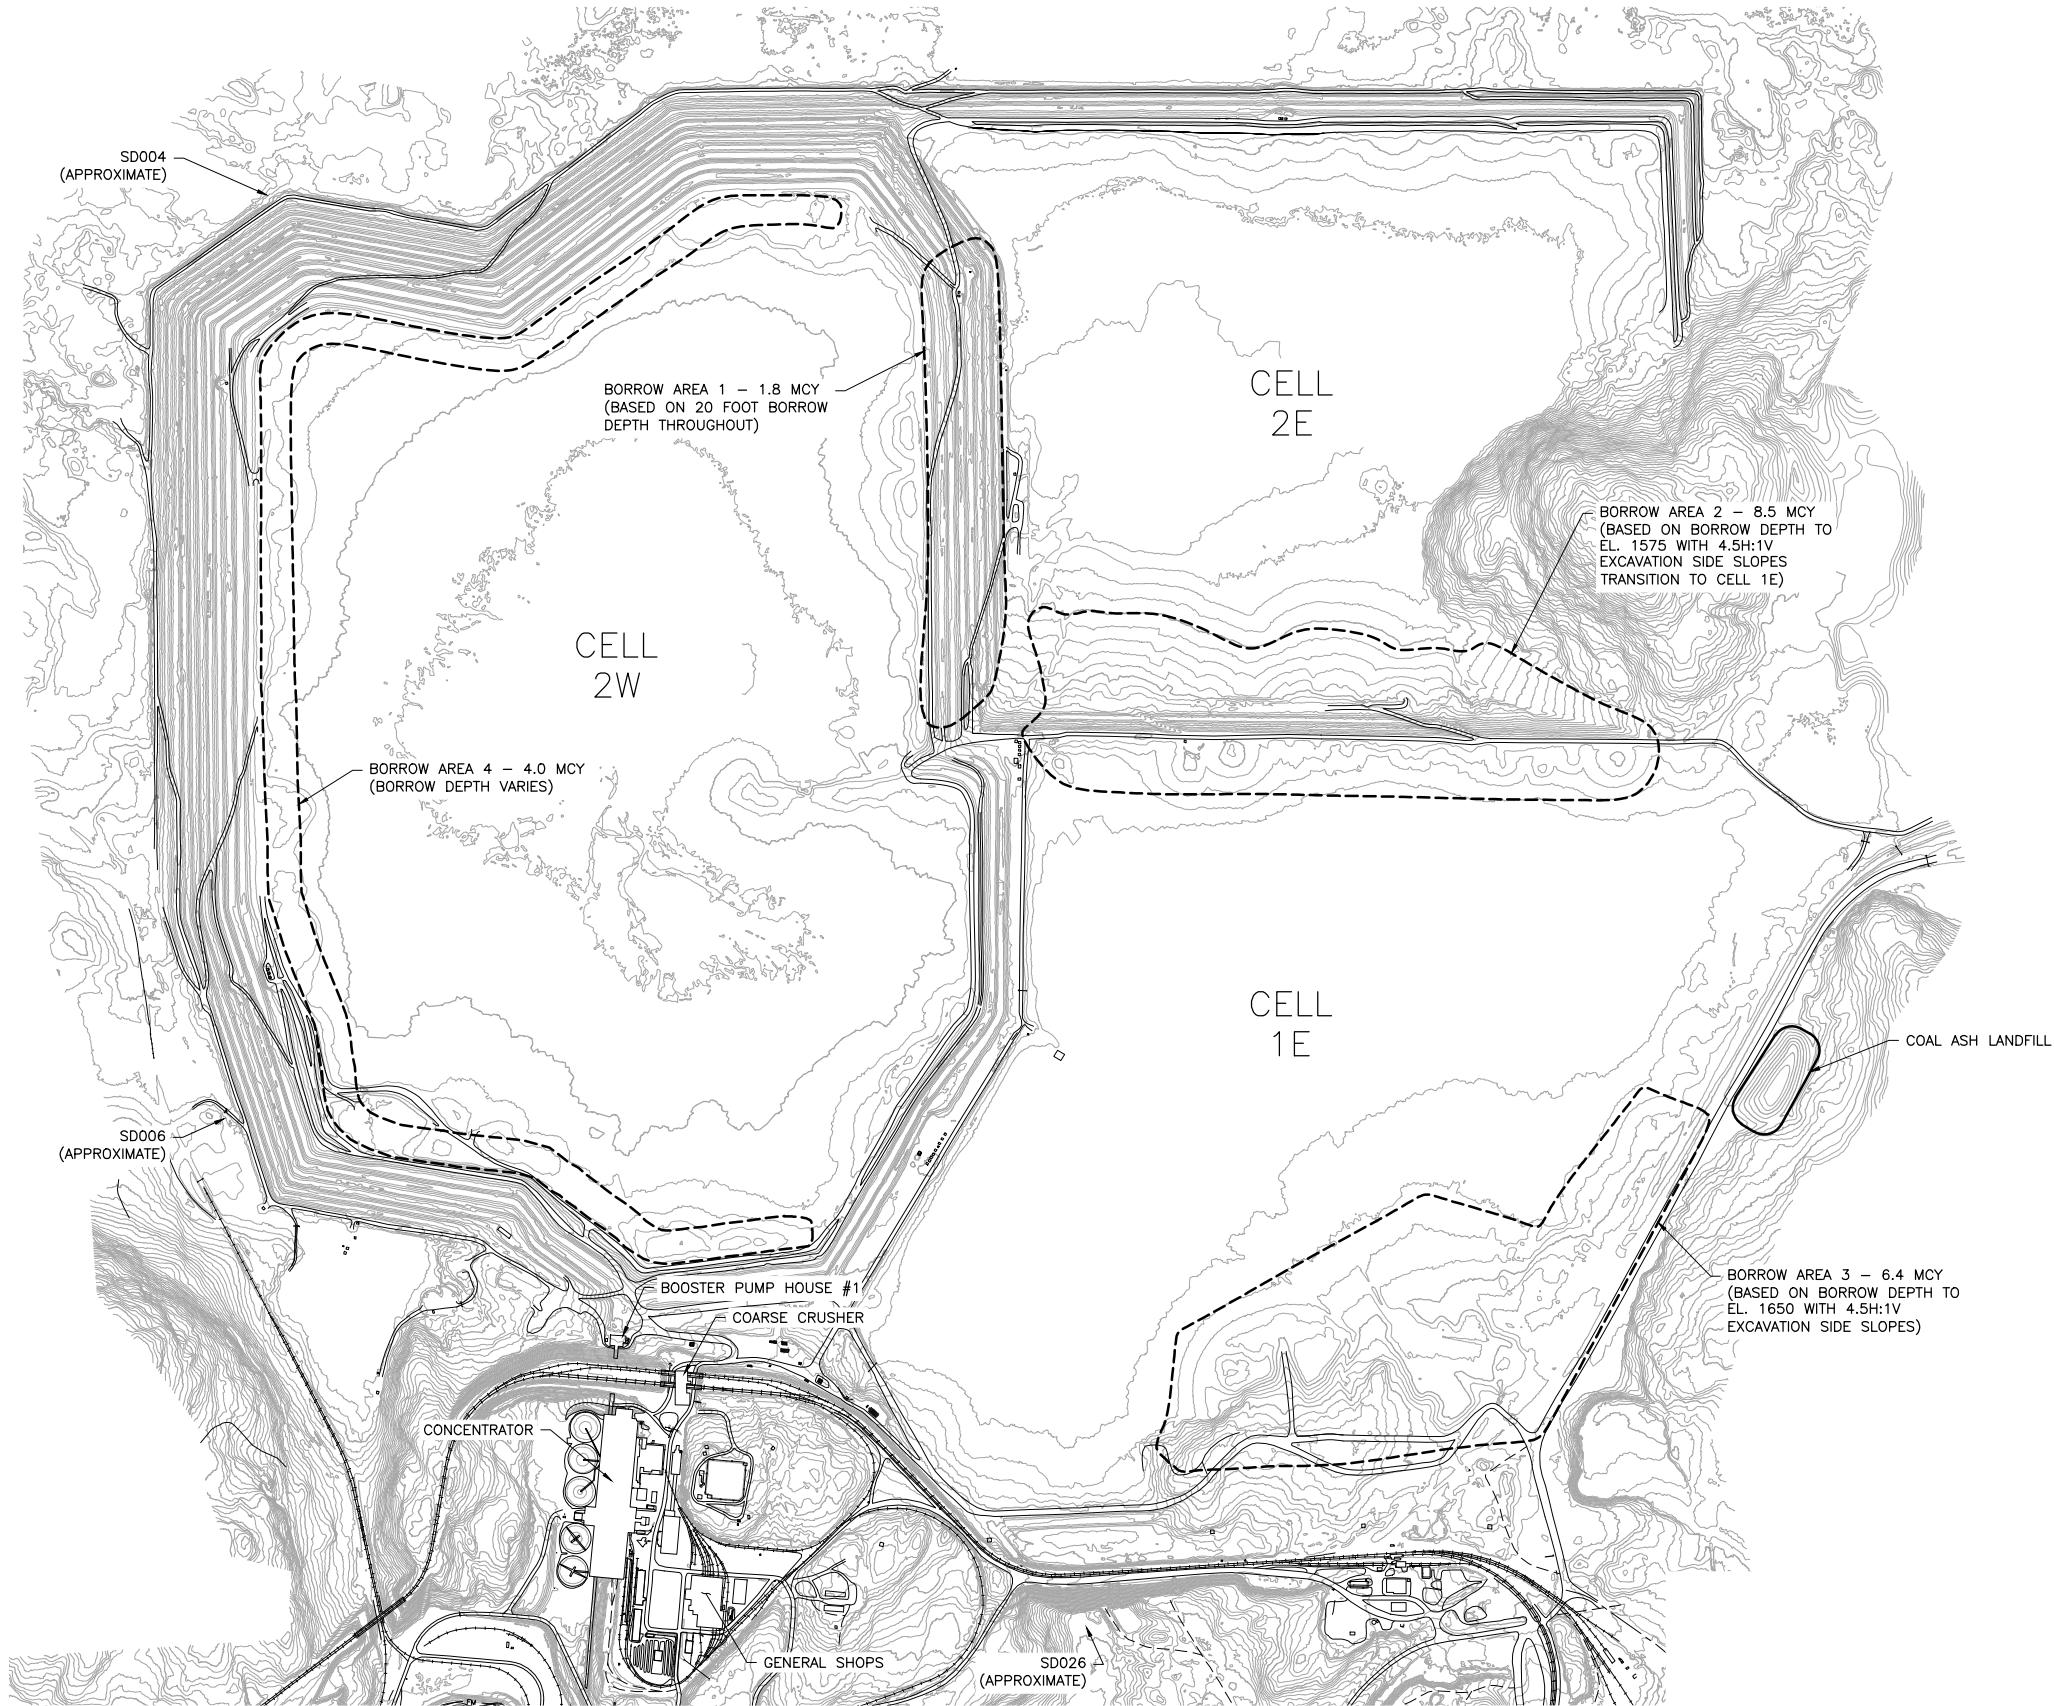 SD004
(APPROXIMATE)
BORROW AREA 1 – 1.8 MCY
(BASED ON 20 FOOT BORROW
DEPTH THROUGHOUT)
CELL
2E
BORROW AREA 2 – 8.5 MCY
(BASED ON BORROW DEPTH TO
EL. 1575 WITH 4.5H:1V
EXCAVATION SIDE SLOPES
TRANSITION TO CELL 1E)
CELL
2W
BORROW AREA 4 – 4.0 MCY
(BORROW DEPTH VARIES)
CELL
1E
COAL ASH LANDFILL
SD006
(APPROXIMATE)
BORROW AREA 3 – 6.4 MCY
(BASED ON BORROW DEPTH TO
EL. 1650 WITH 4.5H:1V
EXCAVATION SIDE SLOPES)
BOOSTER PUMP HOUSE #1
COARSE CRUSHER
CONCENTRATOR
GENERAL SHOPS
SD026
(APPROXIMATE)